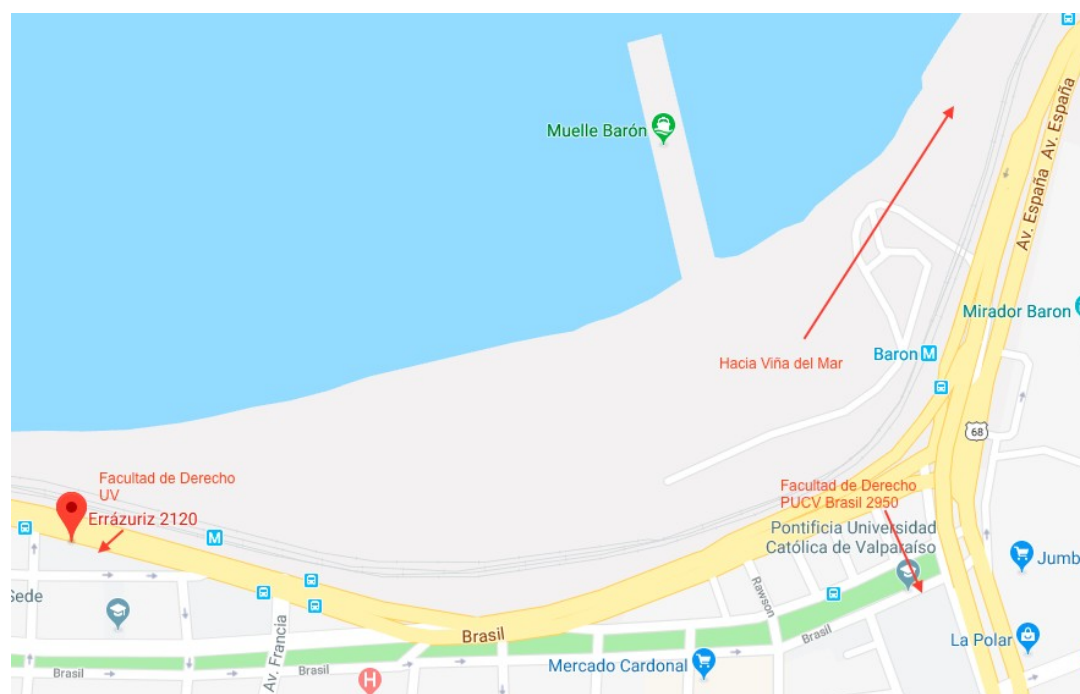 Muelle Barón
Av. España
Av. España
Mirador Baron
Hacia Viña del Mar
Baron M
68
Facultad de Derecho
UV
Errázuriz 2120
M
Facultad de Derecho
PUCV Brasil 2950
Pontificia Universidad
Católica de Valparaíso
Jumb
Sede
Rawson
Brasil
Av. Francia
Brasil
Brasil
Brasil
H
Mercado Cardonal
La Polar